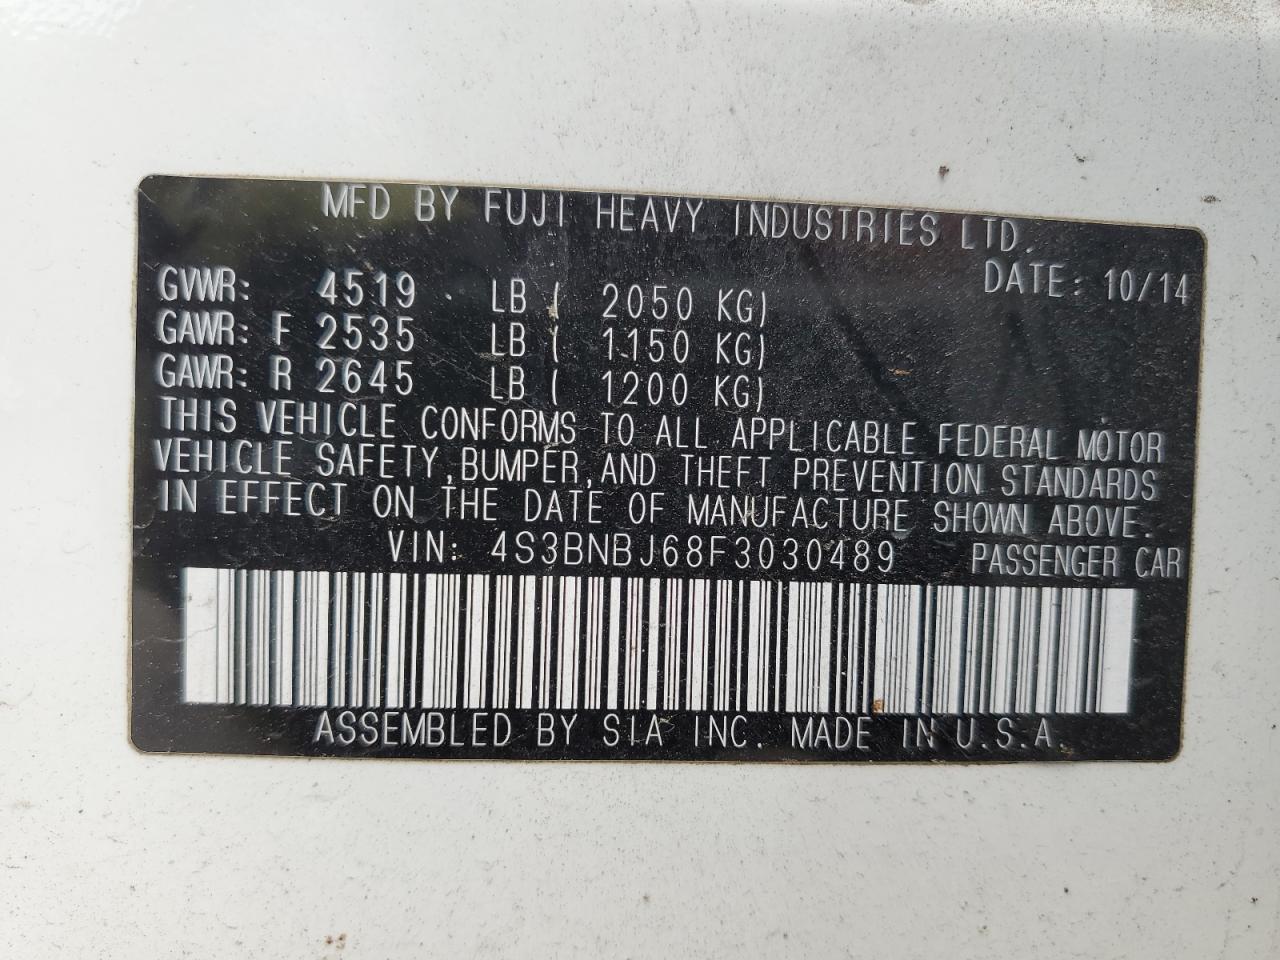 MFD BY FUJI HEAVY INDUSTRIES LTD.
DATE: 10/14
GVWR: 4519 LB ( 2050 KG)
GAWR: F 2535 LB ( 1150 KG)
GAWR: R 2645 LB ( 1200 KG)
THIS VEHICLE CONFORMS TO ALL APPLICABLE FEDERAL MOTOR
VEHICLE SAFETY,BUMPER,AND THEFT PREVENTION STANDARDS
IN EFFECT ON THE DATE OF MANUFACTURE SHOWN ABOVE.
VIN: 4S3BNBJ68F3030489 PASSENGER CAR
ASSEMBLED BY SIA INC. MADE IN U.S.A.